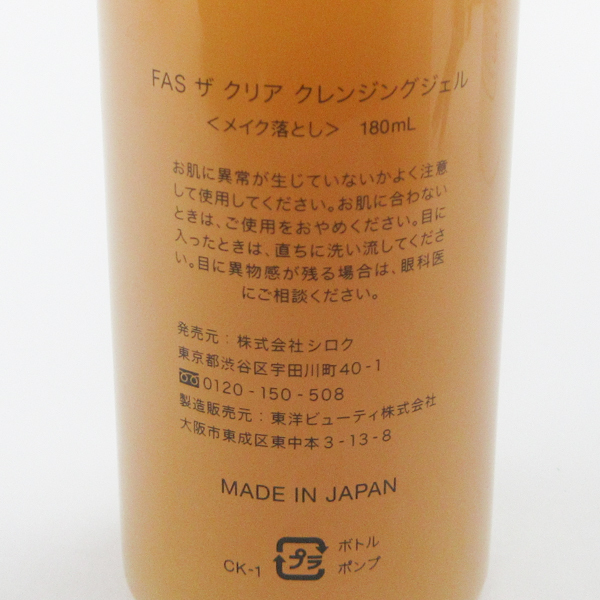 FAS ザ クリア クレンジングジェル
＜メイク落とし＞ 180mL
お肌に異常が生じていないかよく注意
して使用してください。お肌に合わない
ときは、ご使用をおやめください。目に
入ったときは、直ちに洗い流してくださ
い。目に異物感が残る場合は、眼科医
にご相談ください。
発売元：株式会社シロク
東京都渋谷区宇田川町40-1
0120-150-508
製造販売元：東洋ビューティ株式会社
大阪市東成区東中本3-13-8
MADE IN JAPAN
CK-1 プラ ボトル
ポンプ